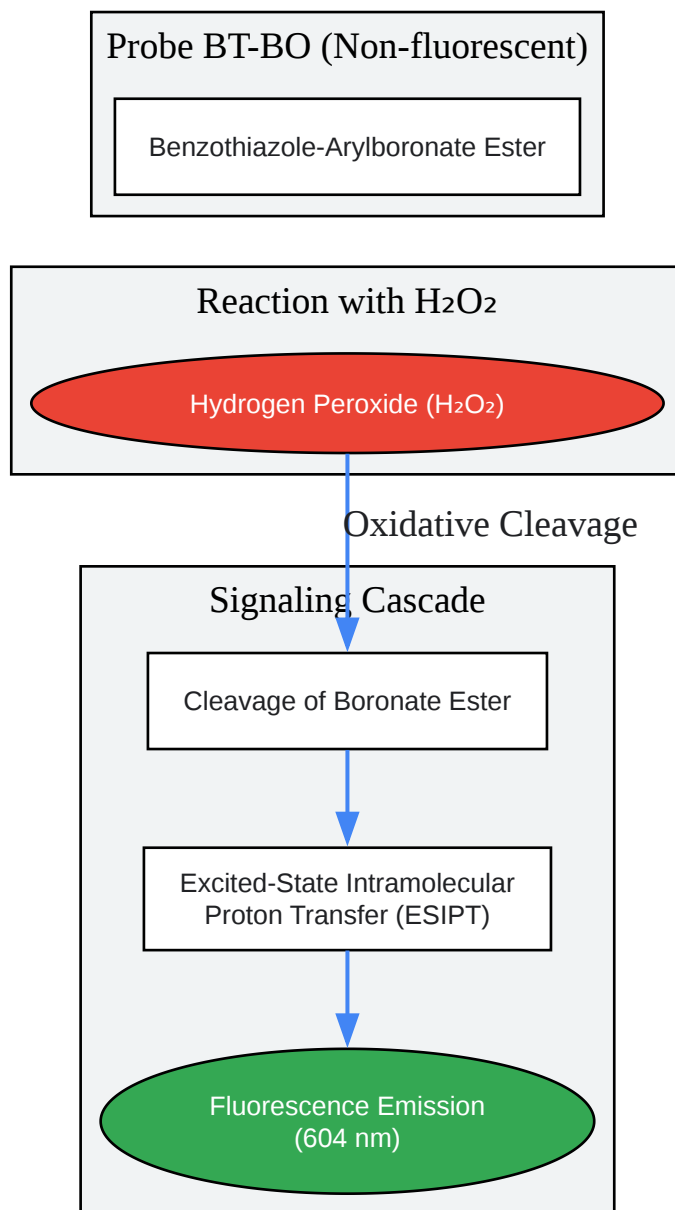 Probe BT-BO (Non-fluorescent)
Benzothiazole-Arylboronate Ester
Reaction with H₂O₂
Hydrogen Peroxide (H₂O₂)
Oxidative Cleavage
Signaling Cascade
Cleavage of Boronate Ester
Excited-State Intramolecular
Proton Transfer (ESIPT)
Fluorescence Emission
(604 nm)